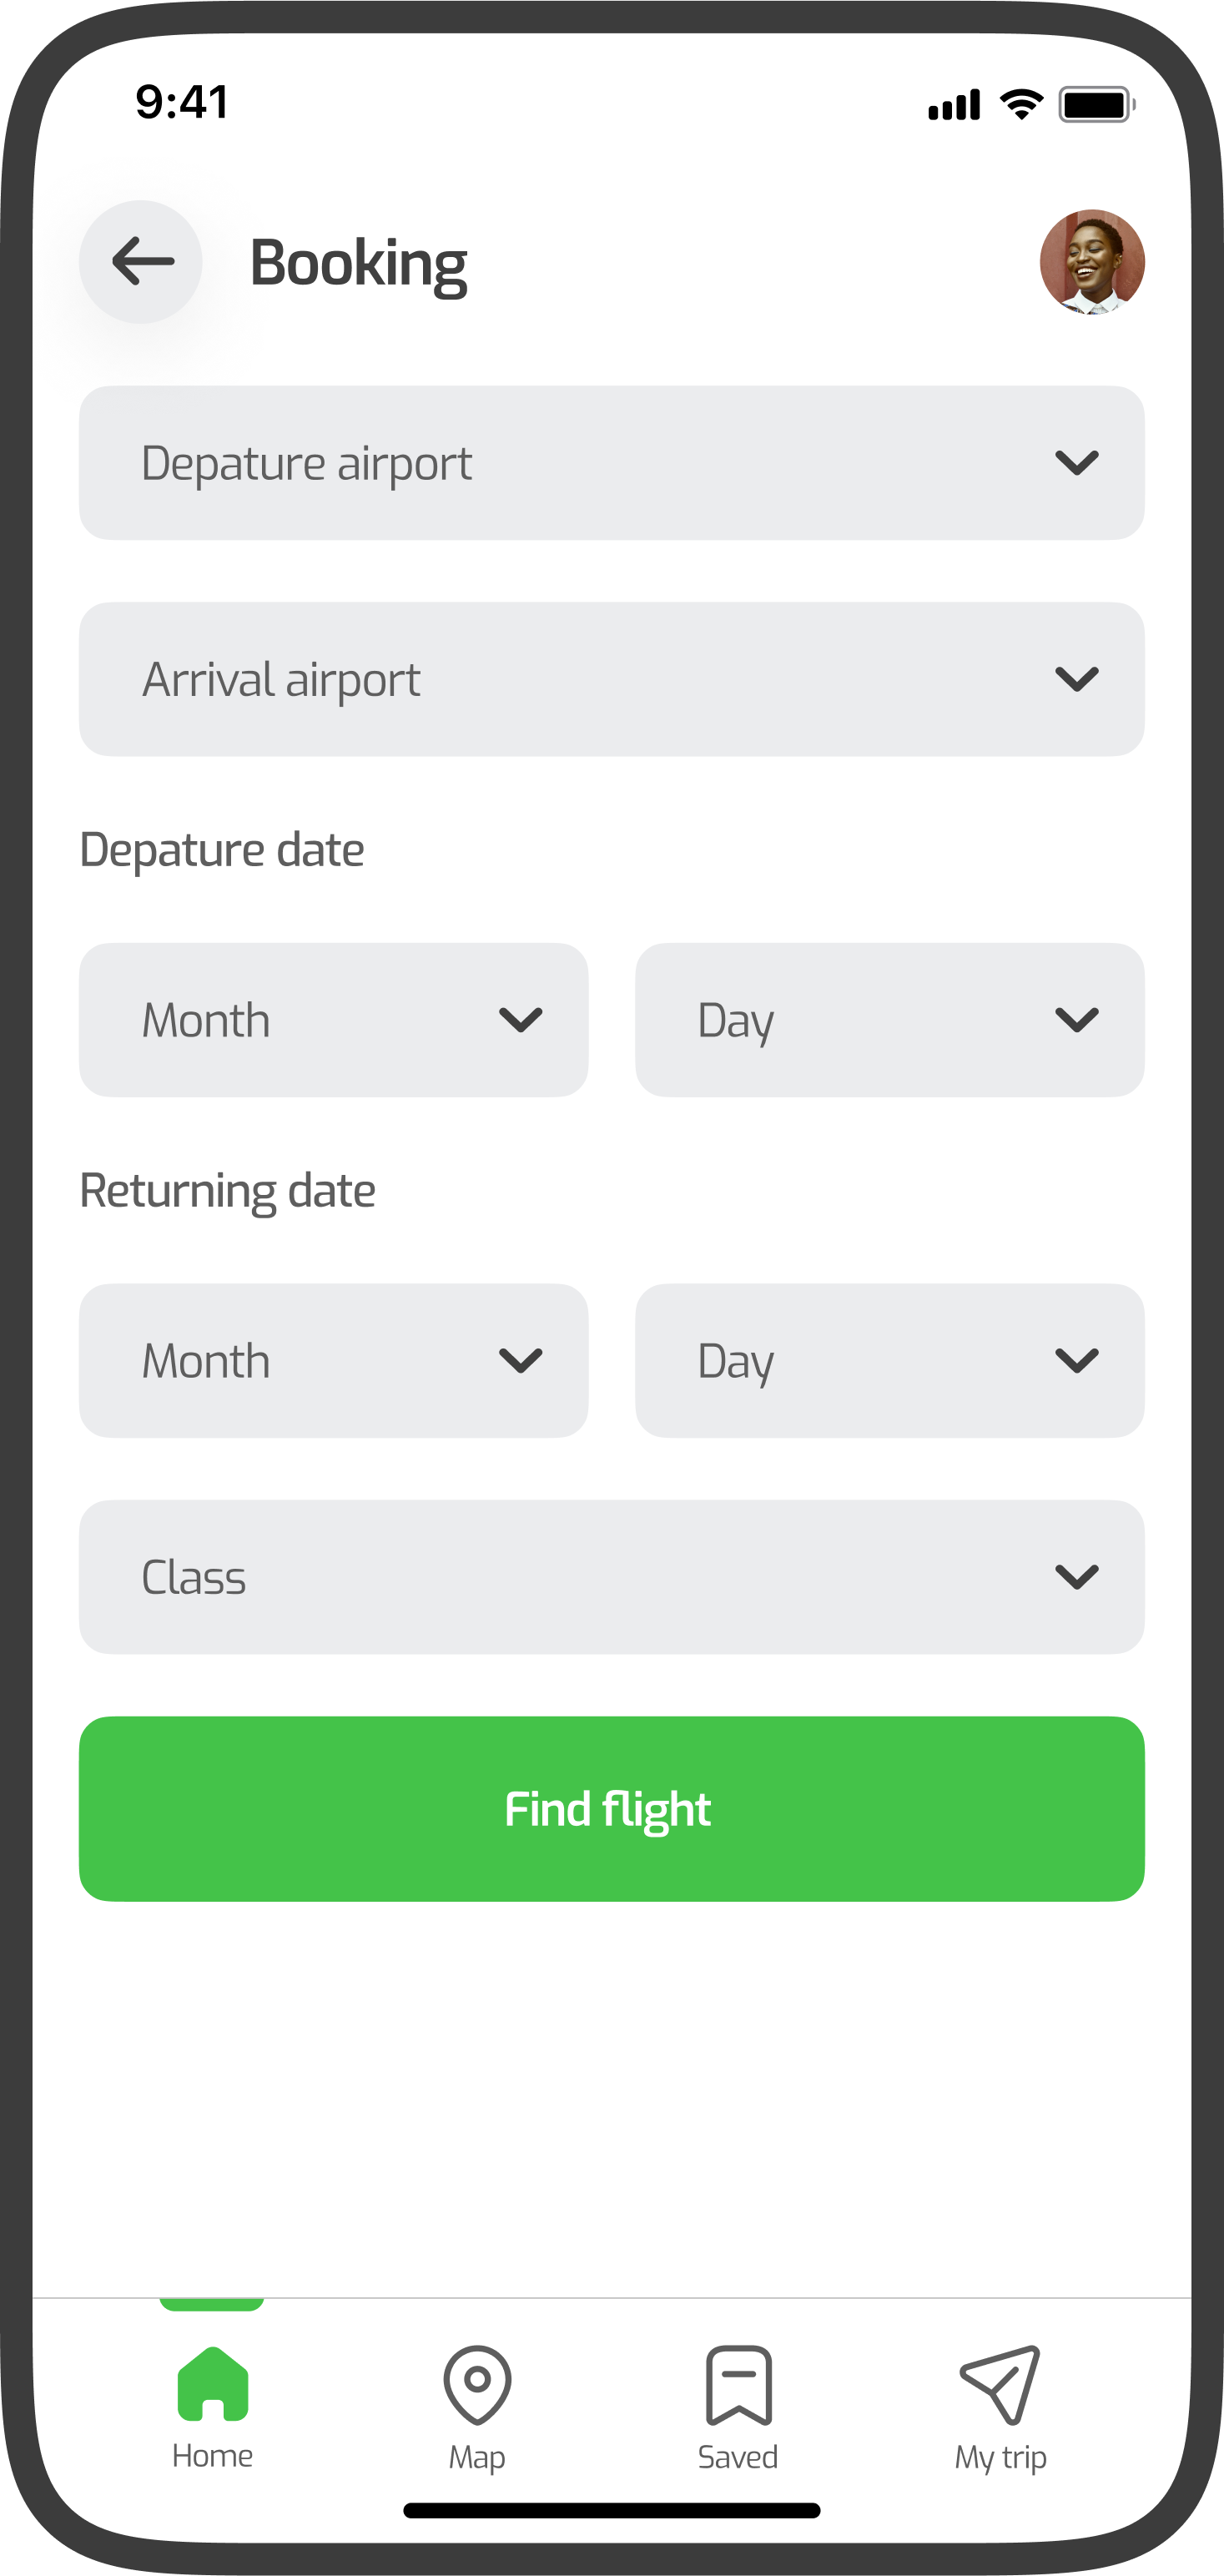 9:41
Booking
Depature airport
Arrival airport
Depature date
Month Day
Returning date
Month Day
Class
Find flight
Home Map Saved My trip